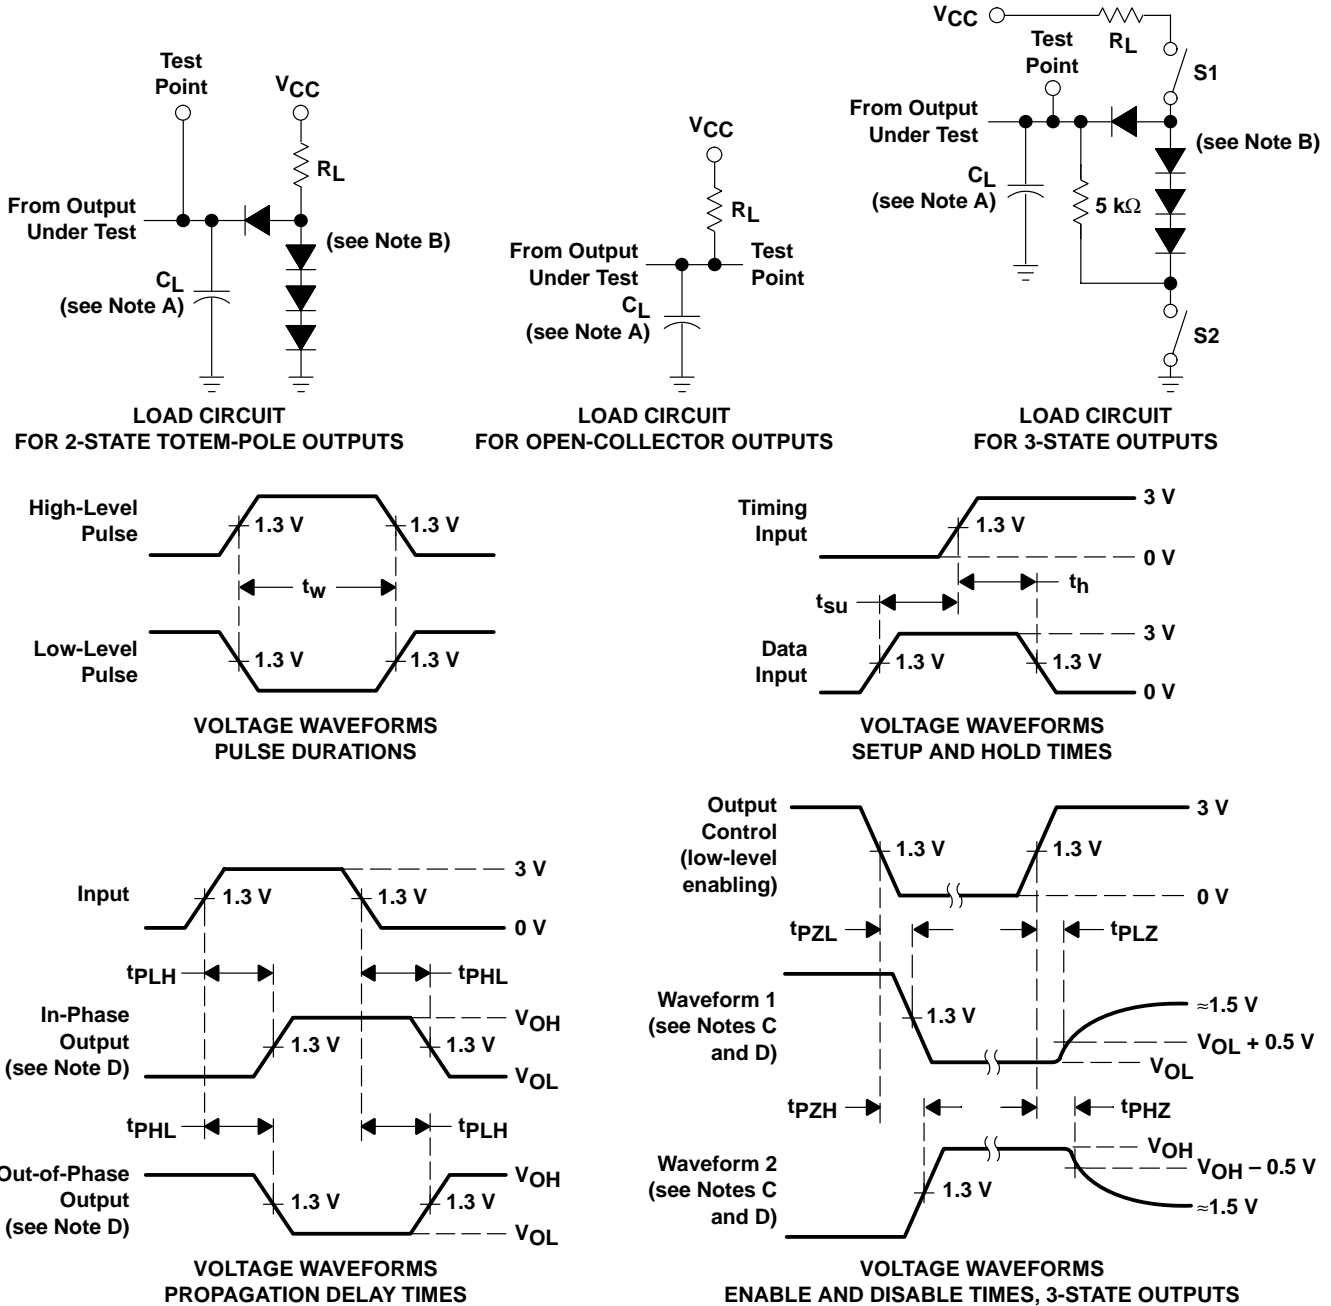 Test
Point
VCC
RL
From Output
Under Test
(see Note B)
CL
(see Note A)
LOAD CIRCUIT
FOR 2-STATE TOTEM-POLE OUTPUTS
VCC
RL
From Output
Under Test
Test
Point
CL
(see Note A)
LOAD CIRCUIT
FOR OPEN-COLLECTOR OUTPUTS
VCC
RL
Test
Point
S1
From Output
Under Test
(see Note B)
CL
(see Note A)
5 kΩ
S2
LOAD CIRCUIT
FOR 3-STATE OUTPUTS
High-Level
Pulse
1.3 V
1.3 V
tw
Low-Level
Pulse
1.3 V
1.3 V
VOLTAGE WAVEFORMS
PULSE DURATIONS
Timing
Input
1.3 V
3 V
0 V
tsu
th
Data
Input
1.3 V
1.3 V
3 V
0 V
VOLTAGE WAVEFORMS
SETUP AND HOLD TIMES
Input
1.3 V
1.3 V
3 V
0 V
tPLH
tPHL
In-Phase
Output
(see Note D)
1.3 V
1.3 V
VOH
VOL
tPHL
tPLH
Out-of-Phase
Output
(see Note D)
1.3 V
1.3 V
VOH
VOL
VOLTAGE WAVEFORMS
PROPAGATION DELAY TIMES
Output
Control
(low-level
enabling)
1.3 V
1.3 V
3 V
0 V
tPZL
tPLZ
Waveform 1
(see Notes C
and D)
1.3 V
≈1.5 V
VOL + 0.5 V
VOL
tPZH
tPHZ
Waveform 2
(see Notes C
and D)
1.3 V
VOH
VOH – 0.5 V
≈1.5 V
VOLTAGE WAVEFORMS
ENABLE AND DISABLE TIMES, 3-STATE OUTPUTS